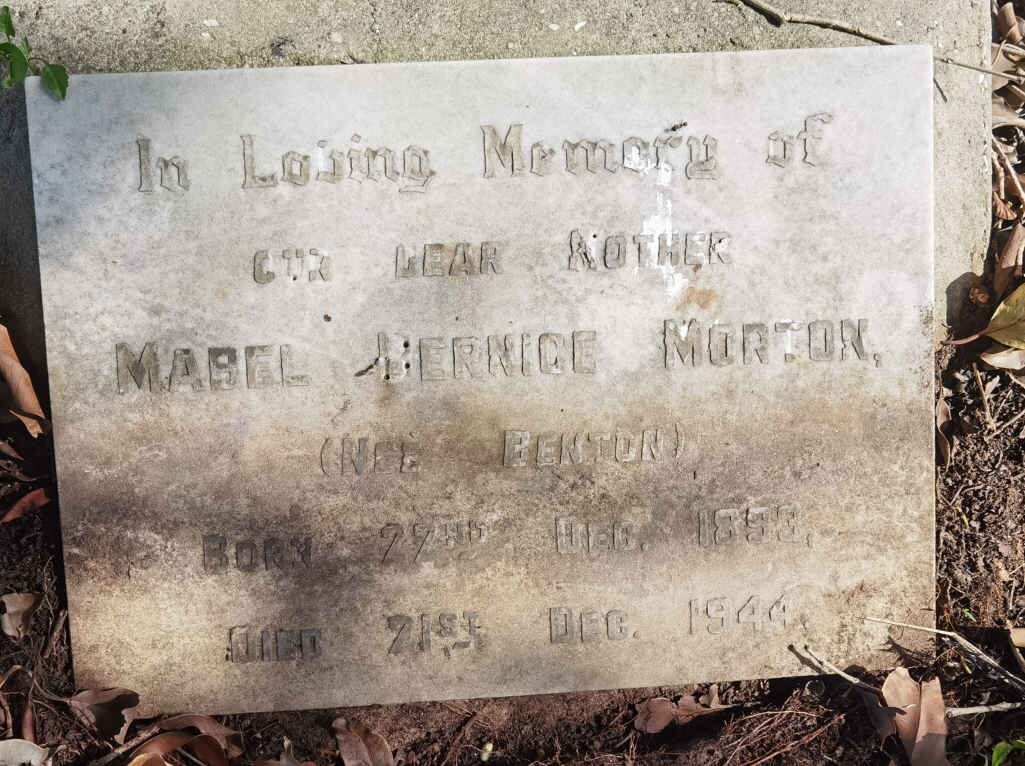 In Loving Memory of
OUR DEAR MOTHER
MABEL BERNICE MORTON,
(NEE BENTON)
BORN 22ND DEC. 1893,
DIED 21ST DEC. 1944